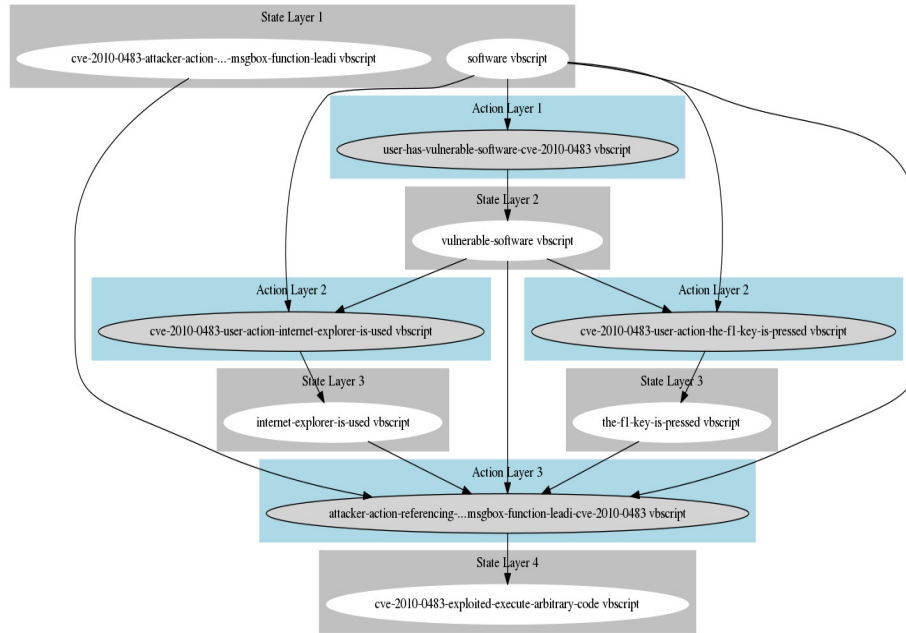 State Layer 1
cve-2010-0483-attacker-action-...-msgbox-function-leadi vbscript
software vbscript
Action Layer 1
user-has-vulnerable-software-cve-2010-0483 vbscript
State Layer 2
vulnerable-software vbscript
Action Layer 2
cve-2010-0483-user-action-internet-explorer-is-used vbscript
Action Layer 2
cve-2010-0483-user-action-the-f1-key-is-pressed vbscript
State Layer 3
internet-explorer-is-used vbscript
State Layer 3
the-f1-key-is-pressed vbscript
Action Layer 3
attacker-action-referencing-...msgbox-function-leadi-cve-2010-0483 vbscript
State Layer 4
cve-2010-0483-exploited-execute-arbitrary-code vbscript